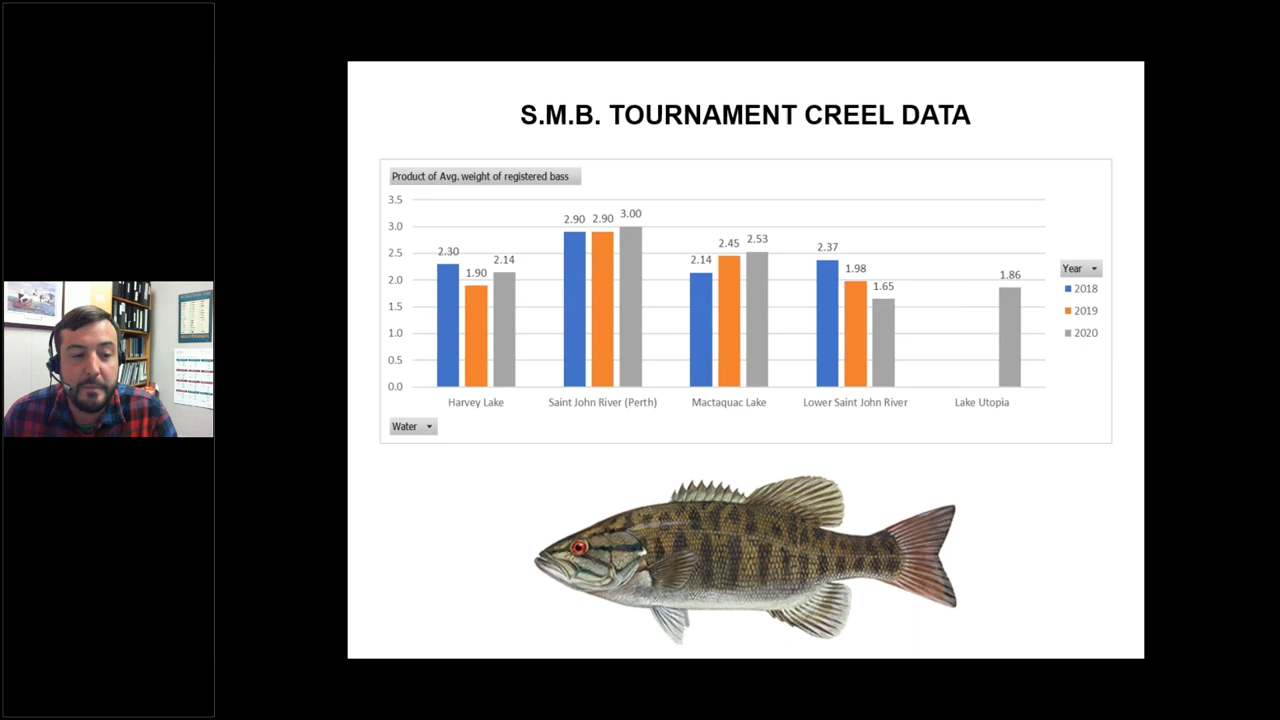 S.M.B. TOURNAMENT CREEL DATA
Product of Avg. weight of registered bass
3.5
3.0
2.5
2.0
1.5
1.0
0.5
0.0
2.30
1.90
2.14
2.90
2.90
3.00
2.14
2.45
2.53
2.37
1.98
1.65
1.86
Harvey Lake
Saint John River (Perth)
Mactaquac Lake
Lower Saint John River
Lake Utopia
Year
2018
2019
2020
Water